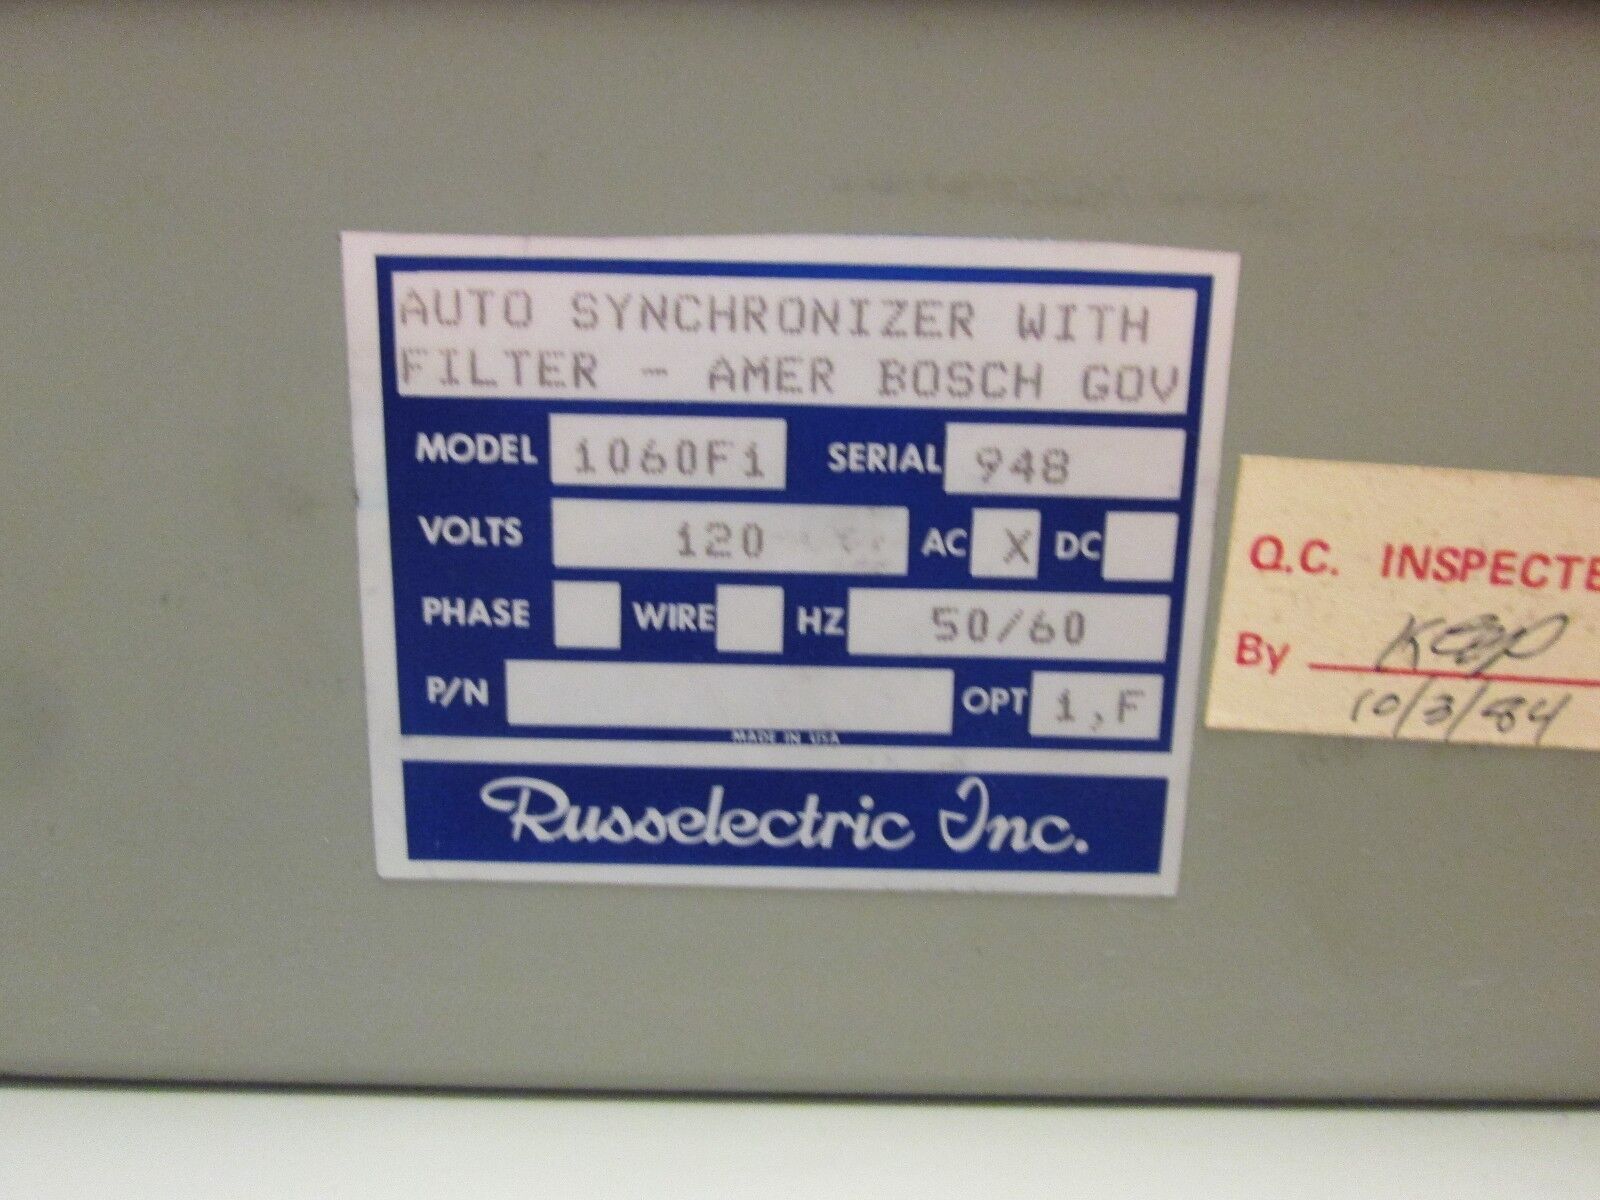 AUTO SYNCHRONIZER WITH
FILTER - AMER BOSCH GOV
MODEL 1060F1 SERIAL 948
VOLTS 120 AC X DC
PHASE WIRE HZ 50/60
P/N OPT 1,F
MADE IN USA
Russelectric Inc.
Q.C. INSPECTE
By
10/3/84